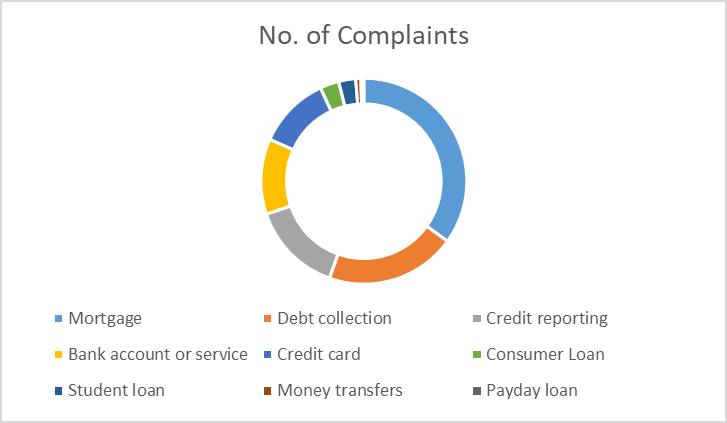 No. of Complaints
Mortgage
Debt collection
Credit reporting
Bank account or service
Credit card
Consumer Loan
Student loan
Money transfers
Payday loan